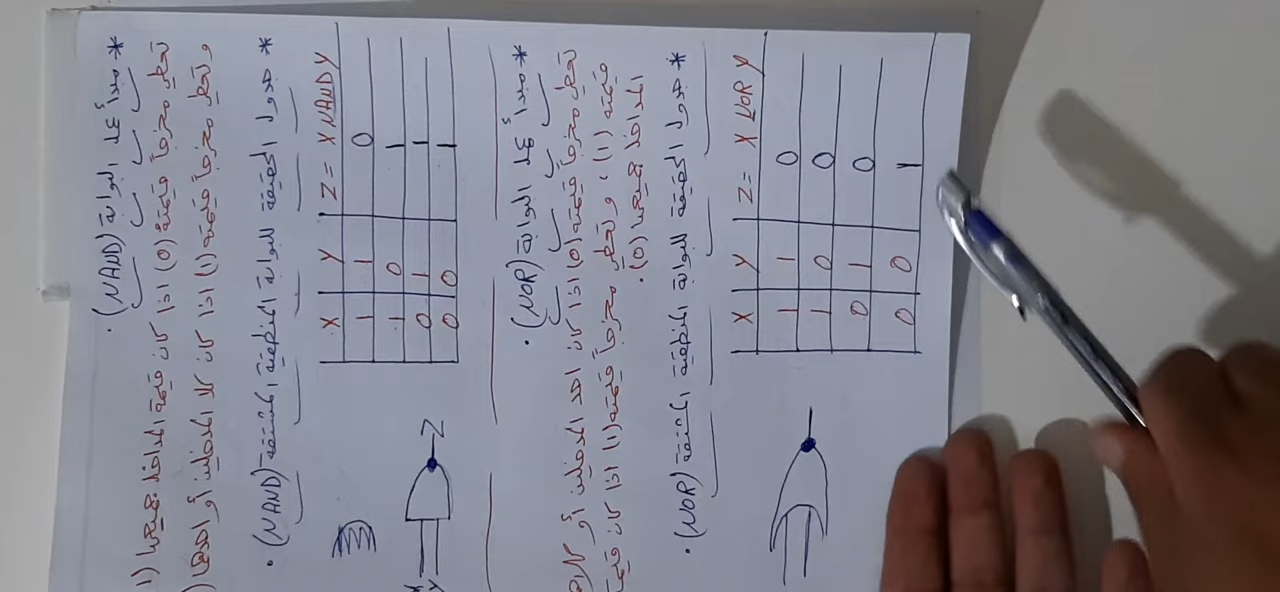 * مبدأ عمل البوابة (NAND).
تعطي مخرجاً قيمته (0) اذا كان قيمة المداخل جميعها (1
و تعطي مخرجاً قيمته (1) اذا كان كلا المدخلين أو احدهما
* جدول الحقيقة للبوابة المنطقية المشتقة (NAND).
X Y Z = X NAND Y
1 1 0
1 0 1
0 1 1
0 0 1
Z
Y
* مبدأ عمل البوابة (NOR).
تعطي مخرجاً قيمته (0) اذا كان احد المدخلين أو
قيمته (1)، و تعطي مخرجاً قيمته (1) اذا كان قيمة
المداخل جميعها (0).
* جدول الحقيقة للبوابة المنطقية المشتقة (NOR).
X Y Z = X NOR Y
1 1 0
1 0 0
0 1 0
0 0 1